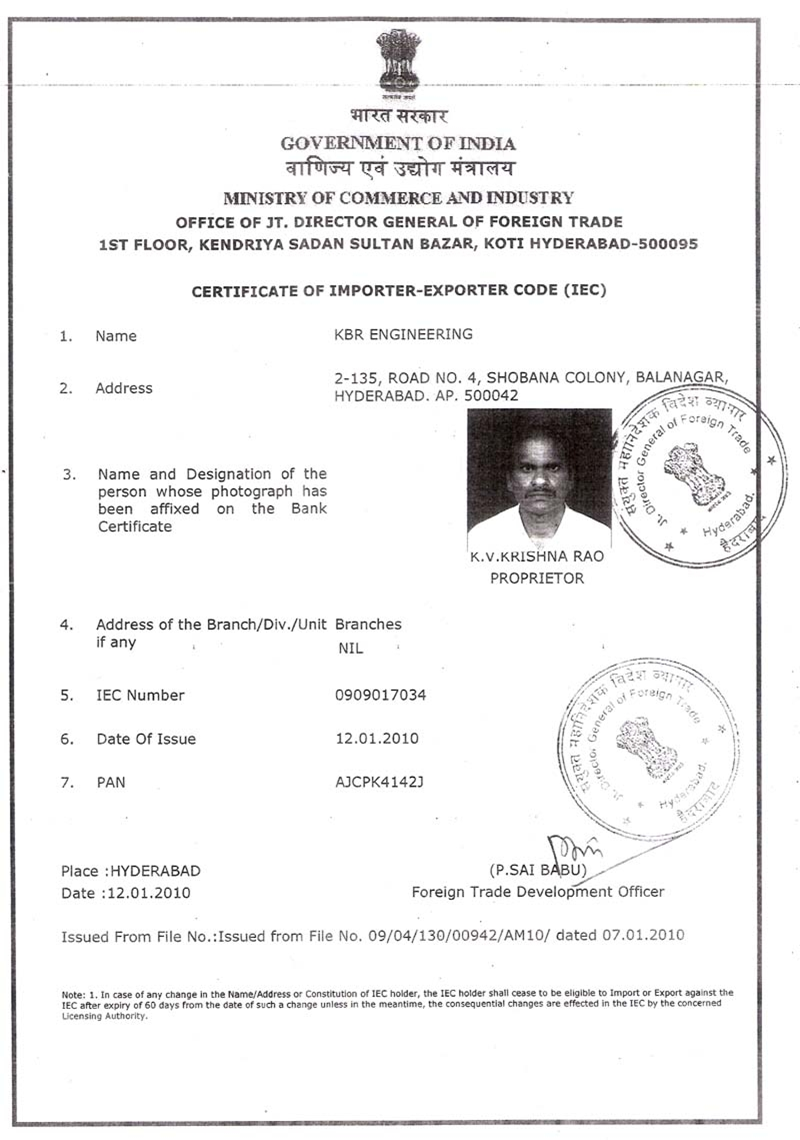 सत्यमेव जयते
भारत सरकार
GOVERNMENT OF INDIA
वाणिज्य एवं उद्योग मंत्रालय
MINISTRY OF COMMERCE AND INDUSTRY
OFFICE OF JT. DIRECTOR GENERAL OF FOREIGN TRADE
1ST FLOOR, KENDRIYA SADAN SULTAN BAZAR, KOTI HYDERABAD-500095
CERTIFICATE OF IMPORTER-EXPORTER CODE (IEC)
1. Name KBR ENGINEERING
2. Address 2-135, ROAD NO. 4, SHOBANA COLONY, BALANAGAR,
HYDERABAD. AP. 500042
3. Name and Designation of the
person whose photograph has
been affixed on the Bank
Certificate
K.V.KRISHNA RAO
PROPRIETOR
संयुक्त महानिदेशक विदेश व्यापार
Jt. Director General of Foreign Trade
Hyderabad.
हैदराबाद
4. Address of the Branch/Div./Unit Branches
if any NIL
5. IEC Number 0909017034
6. Date Of Issue 12.01.2010
7. PAN AJCPK4142J
संयुक्त महानिदेशक विदेश व्यापार
Jt. Director General of Foreign Trade
Hyderabad.
हैदराबाद
Place :HYDERABAD (P.SAI BABU)
Date :12.01.2010 Foreign Trade Development Officer
Issued From File No.:Issued from File No. 09/04/130/00942/AM10/ dated 07.01.2010
Note: 1. In case of any change in the Name/Address or Constitution of IEC holder, the IEC holder shall cease to be eligible to Import or Export against the
IEC after expiry of 60 days from the date of such a change unless in the meantime, the consequential changes are effected in the IEC by the concerned
Licensing Authority.